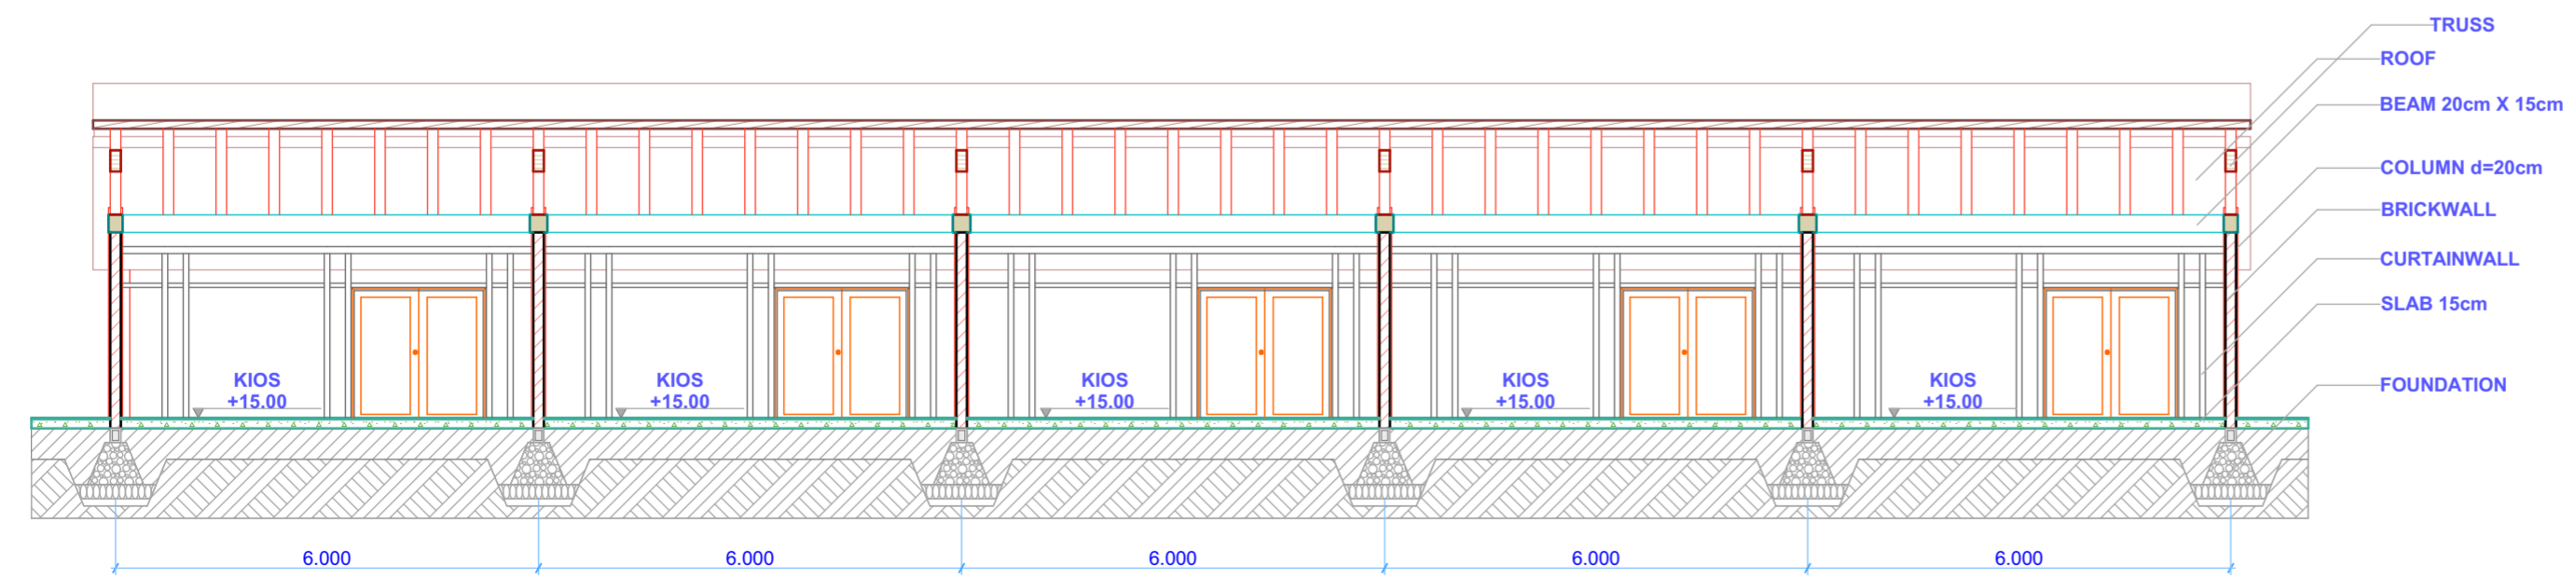 TRUSS
ROOF
BEAM 20cm X 15cm
COLUMN d=20cm
BRICKWALL
CURTAINWALL
SLAB 15cm
FOUNDATION
KIOS
+15.00
KIOS
+15.00
KIOS
+15.00
KIOS
+15.00
KIOS
+15.00
6.000
6.000
6.000
6.000
6.000